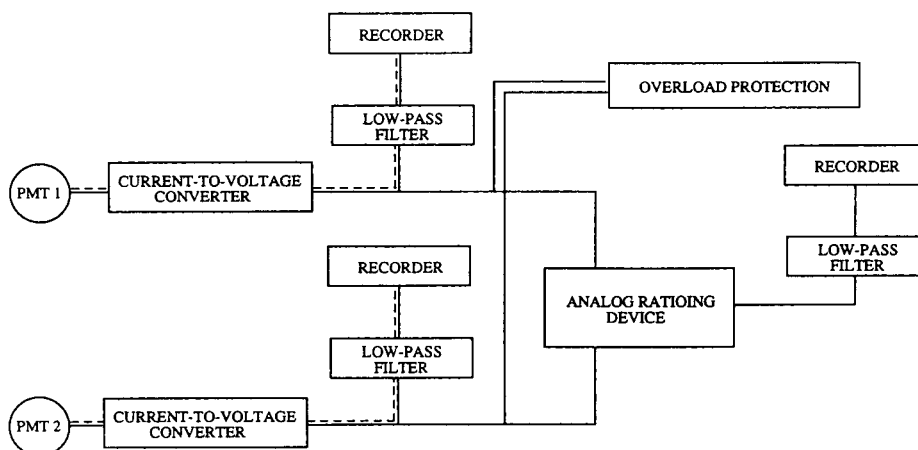 RECORDER
OVERLOAD PROTECTION
LOW-PASS
FILTER
RECORDER
PMT 1
CURRENT-TO-VOLTAGE
CONVERTER
LOW-PASS
FILTER
RECORDER
ANALOG RATIOING
DEVICE
LOW-PASS
FILTER
PMT 2
CURRENT-TO-VOLTAGE
CONVERTER